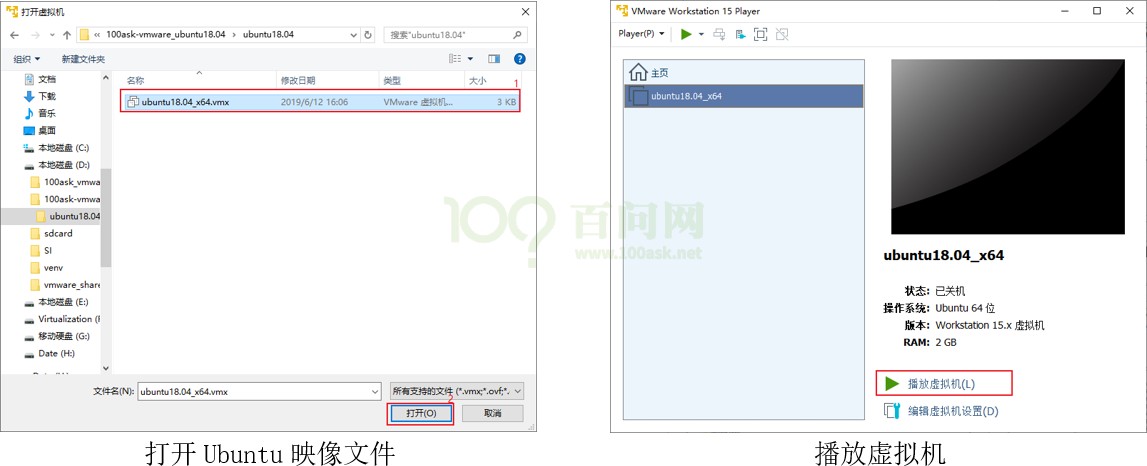 打开虚拟机
« 100ask-vmware_ubuntu18.04 › ubuntu18.04
搜索"ubuntu18.04"
组织 新建文件夹
名称 修改日期 类型 大小
1
ubuntu18.04_x64.vmx 2019/6/12 16:06 VMware 虚拟机... 3 KB
文档
下载
音乐
桌面
本地磁盘 (C:)
本地磁盘 (D:)
100ask_vmwa
100ask-vmwa
ubuntu18.04
sdcard
SI
venv
vmware_share
本地磁盘 (E:)
Virtualization (F
移动硬盘 (G:)
Date (H:)
文件名(N): ubuntu18.04_x64.vmx
所有支持的文件 (*.vmx;*.ovf;*.
2
打开(O) 取消
打开 Ubuntu 映像文件
VMware Workstation 15 Player
Player(P)
主页
ubuntu18.04_x64
ubuntu18.04_x64
状态: 已关机
操作系统: Ubuntu 64 位
版本: Workstation 15.x 虚拟机
RAM: 2 GB
播放虚拟机(L)
编辑虚拟机设置(D)
播放虚拟机
100? 百问网
www.100ask.net